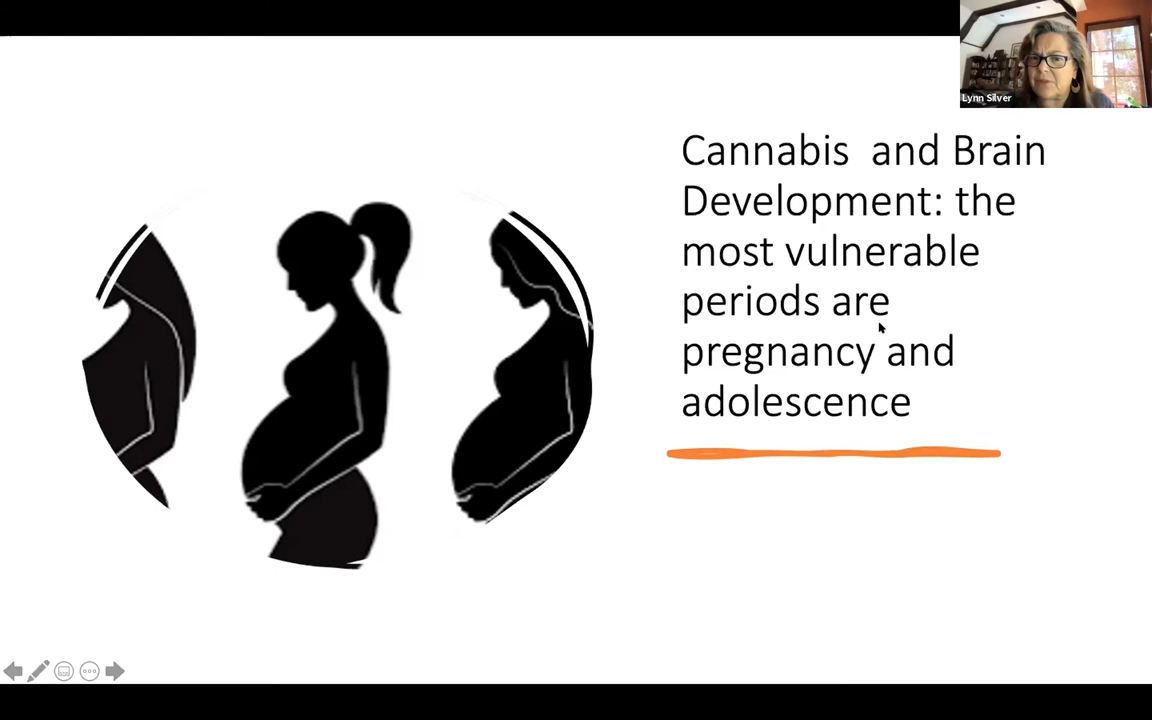 Lynn Silver
Cannabis  and Brain
Development: the
most vulnerable
periods are
pregnancy and
adolescence